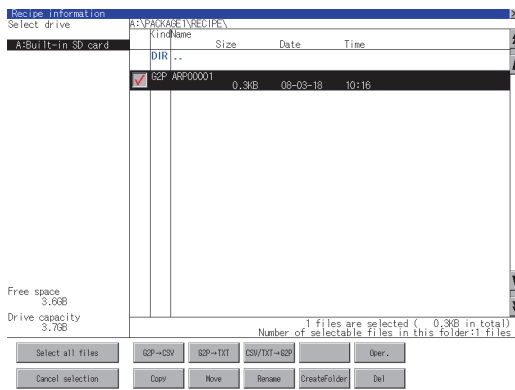 Recipe information
Select drive
A:\PACKAGE1\RECIPE\
A:Built-in SD card
Kind Name
Size Date Time
DIR ..
G2P ARP00001
0.3KB 08-03-18 10:16
Free space
3.6GB
Drive capacity
3.7GB
1 files are selected ( 0.3KB in total)
Number of selectable files in this folder:1 files
Select all files G2P→CSV G2P→TXT CSV/TXT→G2P Oper.
Cancel selection Copy Move Rename CreateFolder Del